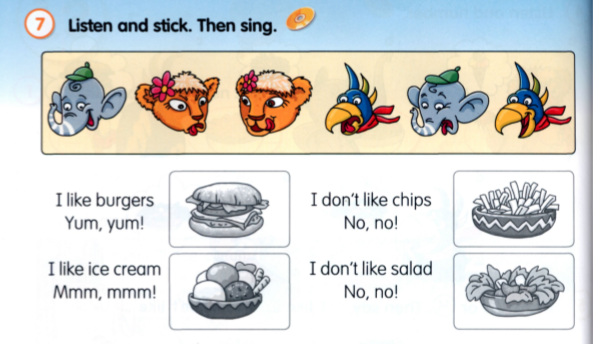 7 Listen and stick. Then sing.
I like burgers
Yum, yum!
I don't like chips
No, no!
I like ice cream
Mmm, mmm!
I don't like salad
No, no!